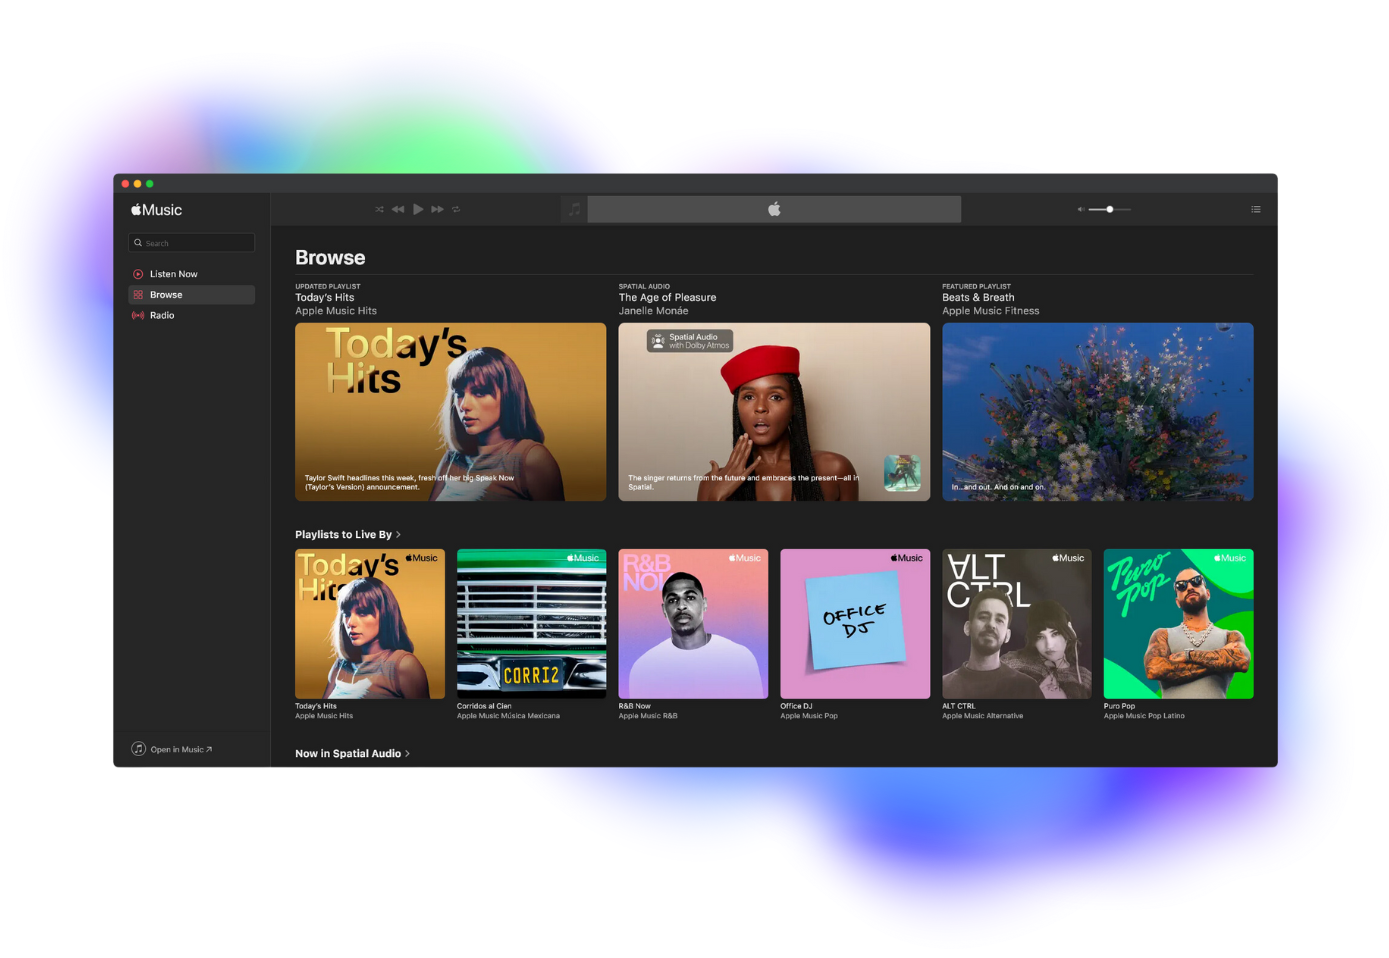 Music
Search
Listen Now
Browse
Radio
Open in Music
Browse
UPDATED PLAYLIST
Today's Hits
Apple Music Hits
SPATIAL AUDIO
The Age of Pleasure
Janelle Monáe
FEATURED PLAYLIST
Beats & Breath
Apple Music Fitness
Today's
Hits
Taylor Swift headlines this week, fresh off her big Speak Now
(Taylor's Version) announcement.
Spatial Audio
with Dolby Atmos
The singer returns from the future and embraces the present—all in
Spatial.
In...and out. And on and on.
Playlists to Live By
Today's
Hits
Music
Music
CORRI2
R&B
NOW
Music
Music
OFFICE
DJ
ALT
CTRL
Music
Puro
Pop
Music
Today's Hits
Apple Music Hits
Corridos al Cien
Apple Music Música Mexicana
R&B Now
Apple Music R&B
Office DJ
Apple Music Pop
ALT CTRL
Apple Music Alternative
Puro Pop
Apple Music Pop Latino
Now in Spatial Audio